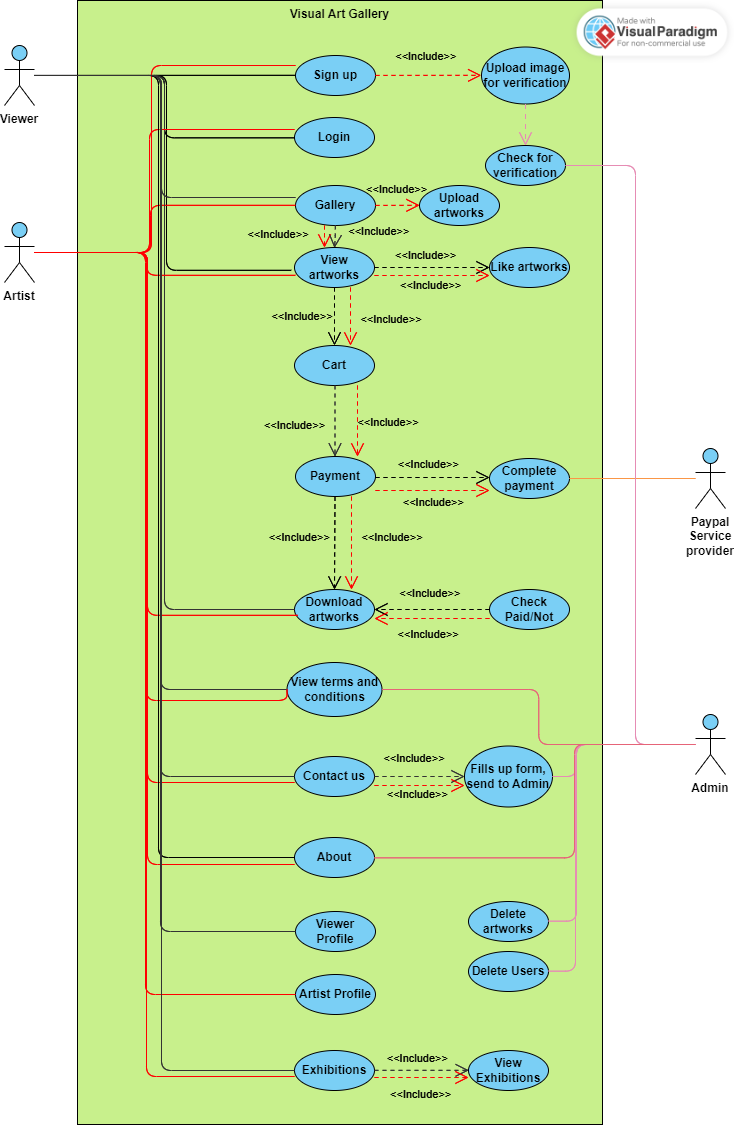 Visual Art Gallery
Made with
VisualParadigm
For non-commercial use
<<Include>>
Sign up
Upload image
for verification
Viewer
Login
Check for
verification
<<Include>>
Gallery
Upload
artworks
<<Include>>
<<Include>>
View
artworks
<<Include>>
Like artworks
<<Include>>
Artist
<<Include>>
<<Include>>
Cart
<<Include>>
<<Include>>
Payment
<<Include>>
Complete
payment
<<Include>>
Paypal
Service
provider
<<Include>>
<<Include>>
Download
artworks
<<Include>>
Check
Paid/Not
<<Include>>
View terms and
conditions
<<Include>>
Contact us
Fills up form,
send to Admin
<<Include>>
Admin
About
Viewer
Profile
Delete
artworks
Delete Users
Artist Profile
<<Include>>
Exhibitions
View
Exhibitions
<<Include>>